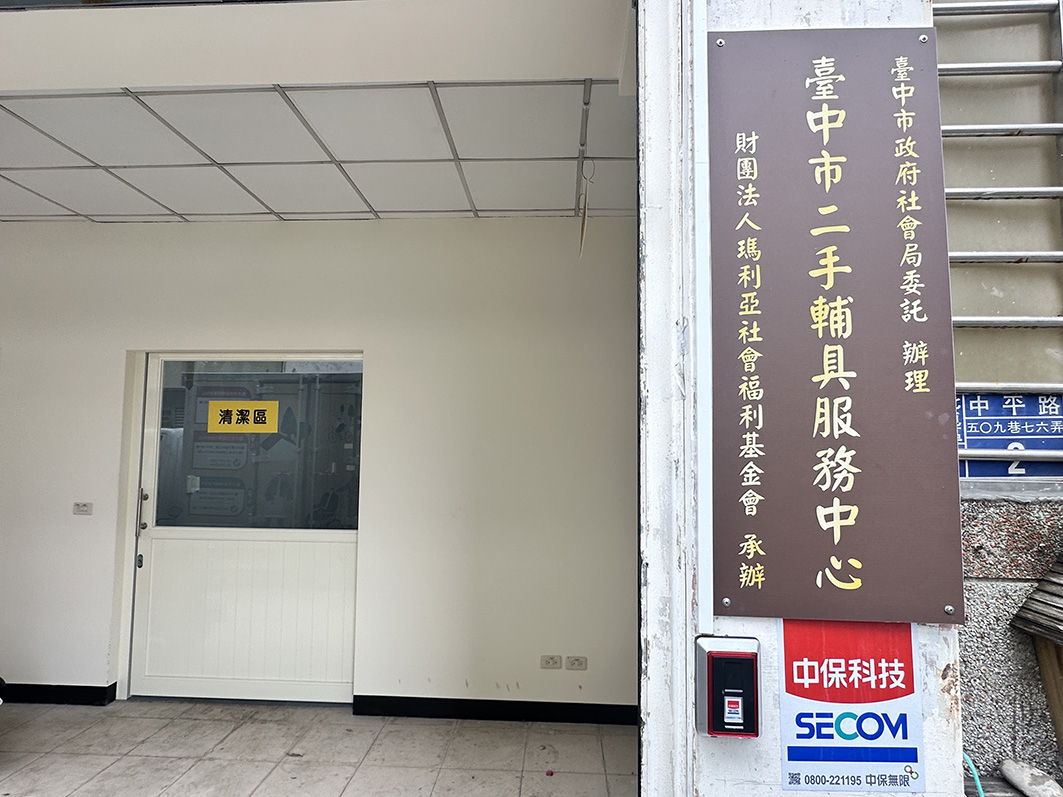 臺中市政府社會局委託 辦理
臺中市二手輔具服務中心
財團法人瑪利亞社會福利基金會 承辦
清潔區
中平路
五〇九巷七六弄
2
中保科技
SECOM
0800-221195 中保無限